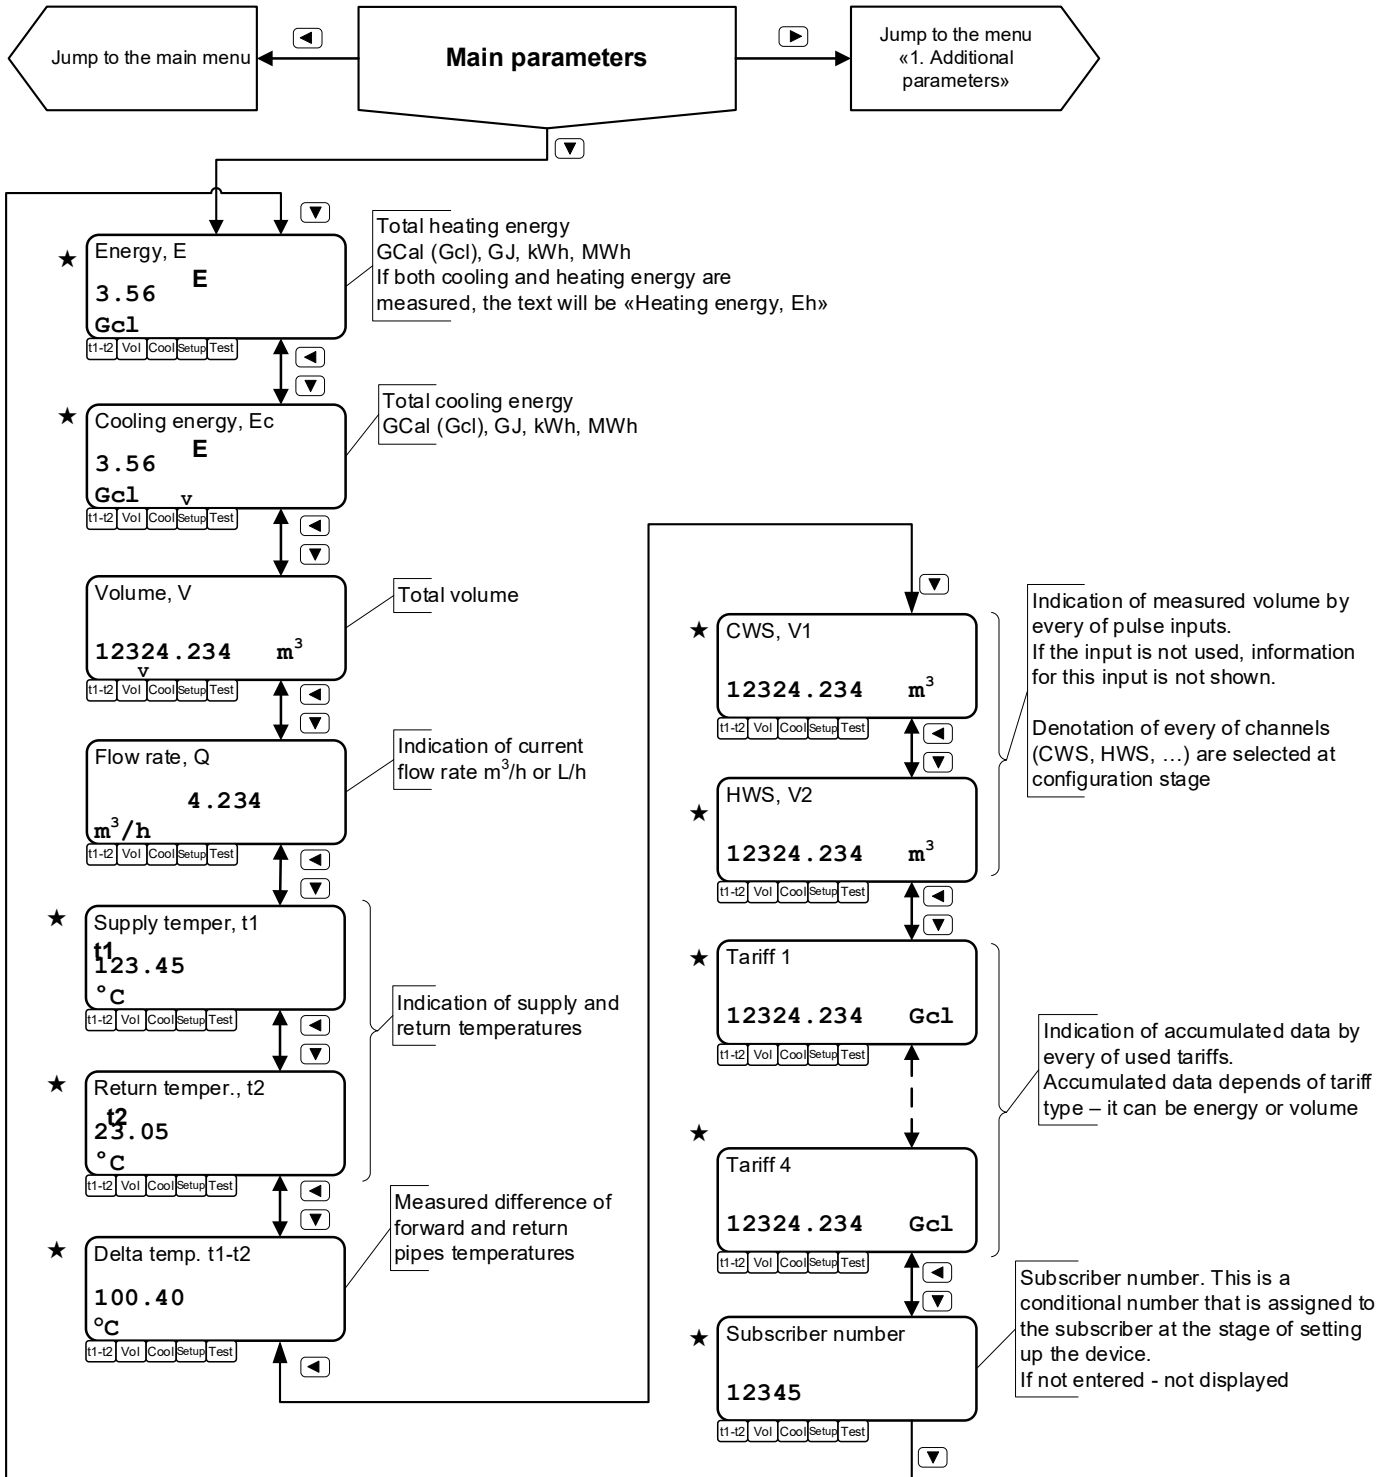 Jump to the main menu
Main parameters
Jump to the menu
«1. Additional
parameters»
Energy, E
E
3.56
Gcl
t1-t2 Vol Cool Setup Test
Total heating energy
GCal (Gcl), GJ, kWh, MWh
If both cooling and heating energy are
measured, the text will be «Heating energy, Eh»
Cooling energy, Ec
E
3.56
Gcl v
t1-t2 Vol Cool Setup Test
Total cooling energy
GCal (Gcl), GJ, kWh, MWh
Volume, V
12324.234 m³
v
t1-t2 Vol Cool Setup Test
Total volume
Flow rate, Q
4.234
m³/h
t1-t2 Vol Cool Setup Test
Indication of current
flow rate m³/h or L/h
Supply temper, t1
t1
123.45
°C
t1-t2 Vol Cool Setup Test
Return temper., t2
t2
23.05
°C
t1-t2 Vol Cool Setup Test
Indication of supply and
return temperatures
Delta temp. t1-t2
100.40
°C
t1-t2 Vol Cool Setup Test
Measured difference of
forward and return
pipes temperatures
CWS, V1
12324.234 m³
t1-t2 Vol Cool Setup Test
HWS, V2
12324.234 m³
t1-t2 Vol Cool Setup Test
Indication of measured volume by
every of pulse inputs.
If the input is not used, information
for this input is not shown.
Denotation of every of channels
(CWS, HWS, …) are selected at
configuration stage
Tariff 1
12324.234 Gcl
t1-t2 Vol Cool Setup Test
Tariff 4
12324.234 Gcl
t1-t2 Vol Cool Setup Test
Indication of accumulated data by
every of used tariffs.
Accumulated data depends of tariff
type – it can be energy or volume
Subscriber number
12345
t1-t2 Vol Cool Setup Test
Subscriber number. This is a
conditional number that is assigned to
the subscriber at the stage of setting
up the device.
If not entered - not displayed